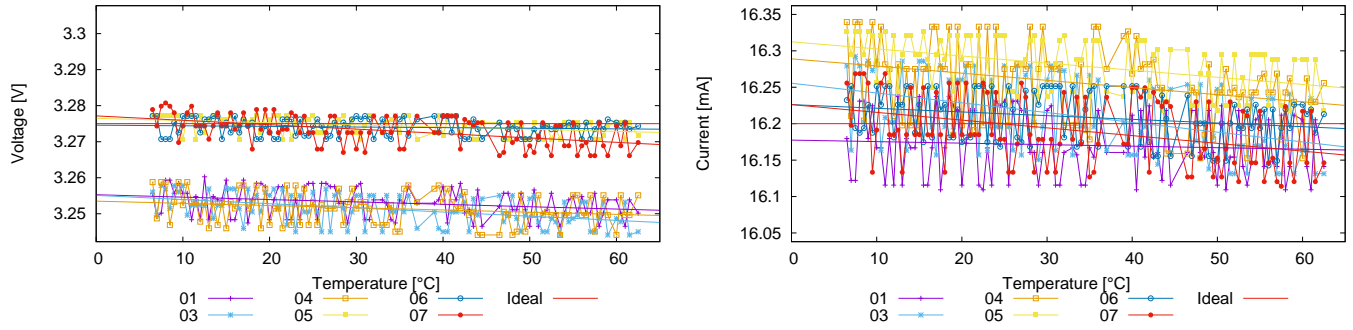 3.3
3.29
3.28
3.27
3.26
3.25
Voltage [V]
0 10 20 30 40 50 60
Temperature [°C]
01 04 06 Ideal
03 05 07
16.35
16.3
16.25
16.2
16.15
16.1
16.05
Current [mA]
0 10 20 30 40 50 60
Temperature [°C]
01 04 06 Ideal
03 05 07